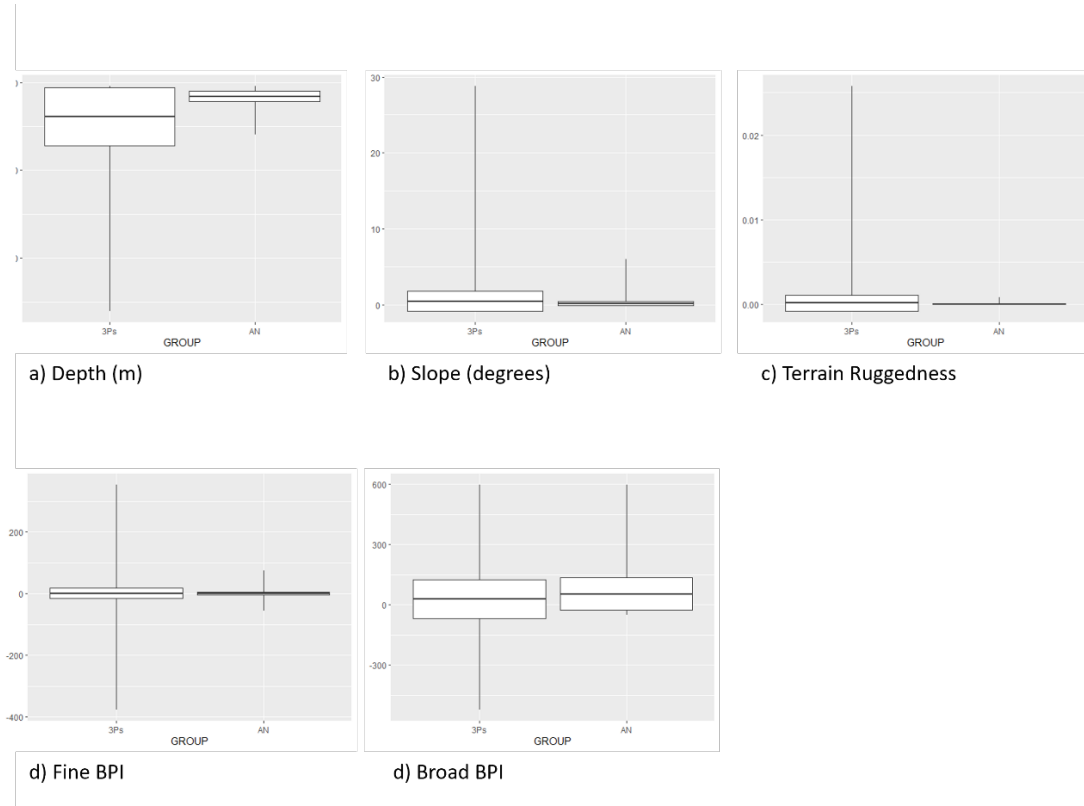 3Ps AN
GROUP
a) Depth (m)
30
20
10
0
3Ps AN
GROUP
b) Slope (degrees)
0.02
0.01
0.00
3Ps AN
GROUP
c) Terrain Ruggedness
200
0
-200
-400
3Ps AN
GROUP
d) Fine BPI
600
300
0
-300
3Ps AN
GROUP
d) Broad BPI